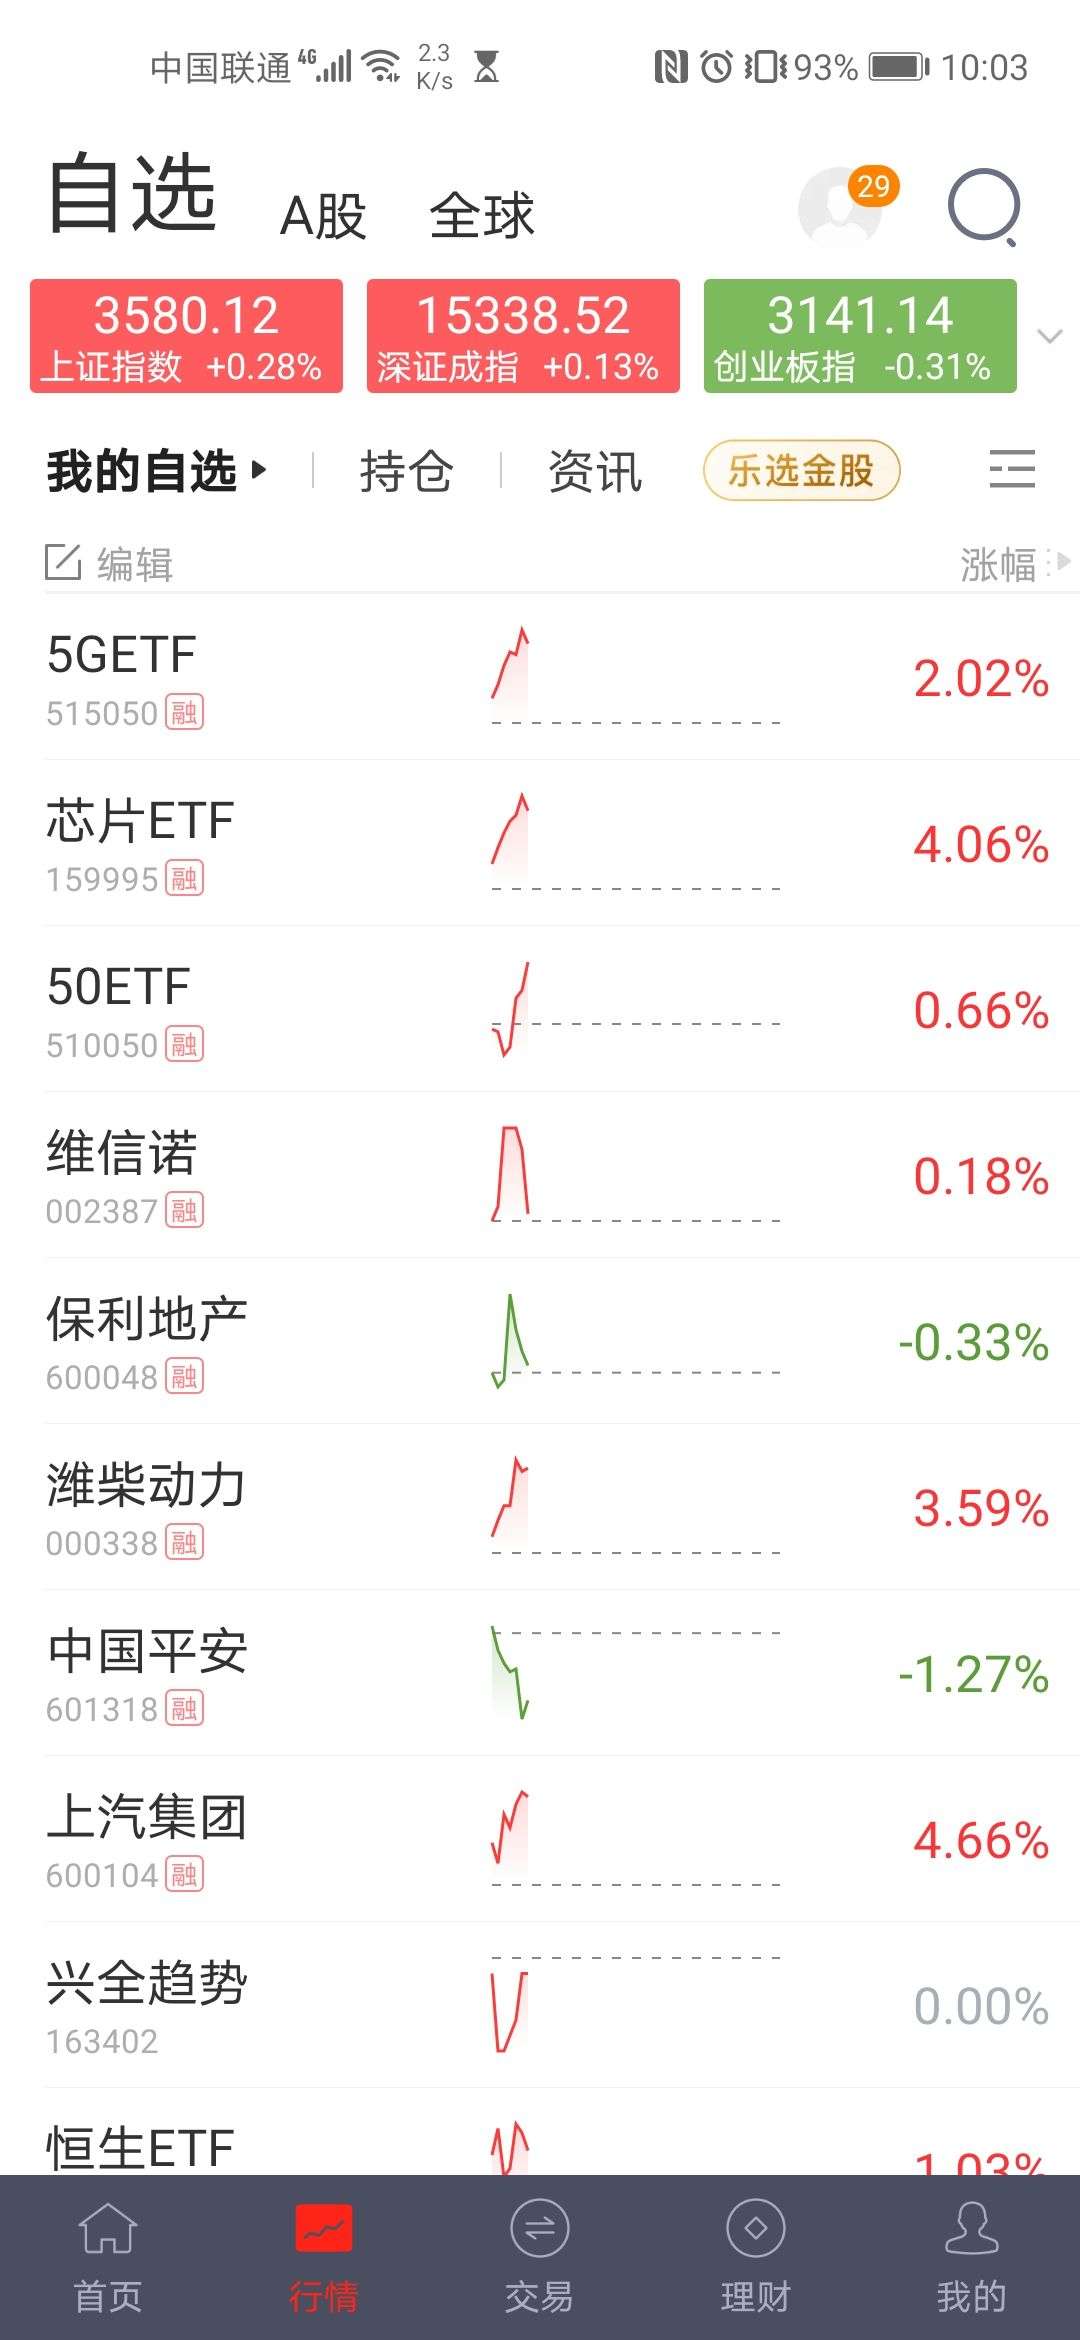 中国联通 4G 2.3 K/s 93% 10:03
自选 A股 全球 29
3580.12 15338.52 3141.14
上证指数 +0.28% 深证成指 +0.13% 创业板指 -0.31%
我的自选 持仓 资讯 乐选金股
编辑 涨幅
5GETF
515050 融
2.02%
芯片ETF
159995 融
4.06%
50ETF
510050 融
0.66%
维信诺
002387 融
0.18%
保利地产
600048 融
-0.33%
潍柴动力
000338 融
3.59%
中国平安
601318 融
-1.27%
上汽集团
600104 融
4.66%
兴全趋势
163402
0.00%
恒生ETF
1.03%
首页 行情 交易 理财 我的